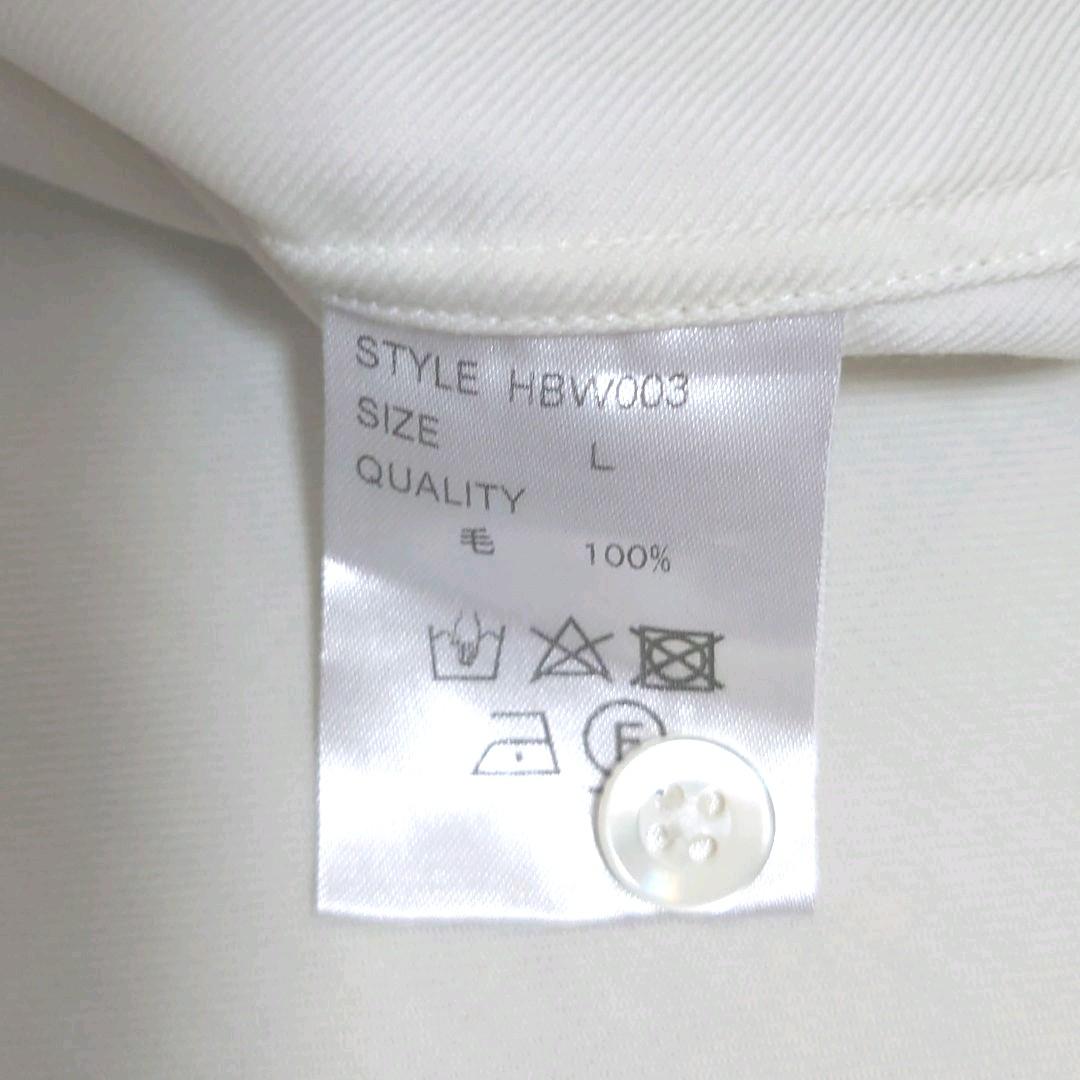 STYLE HBW003
SIZE L
QUALITY
毛 100%
F